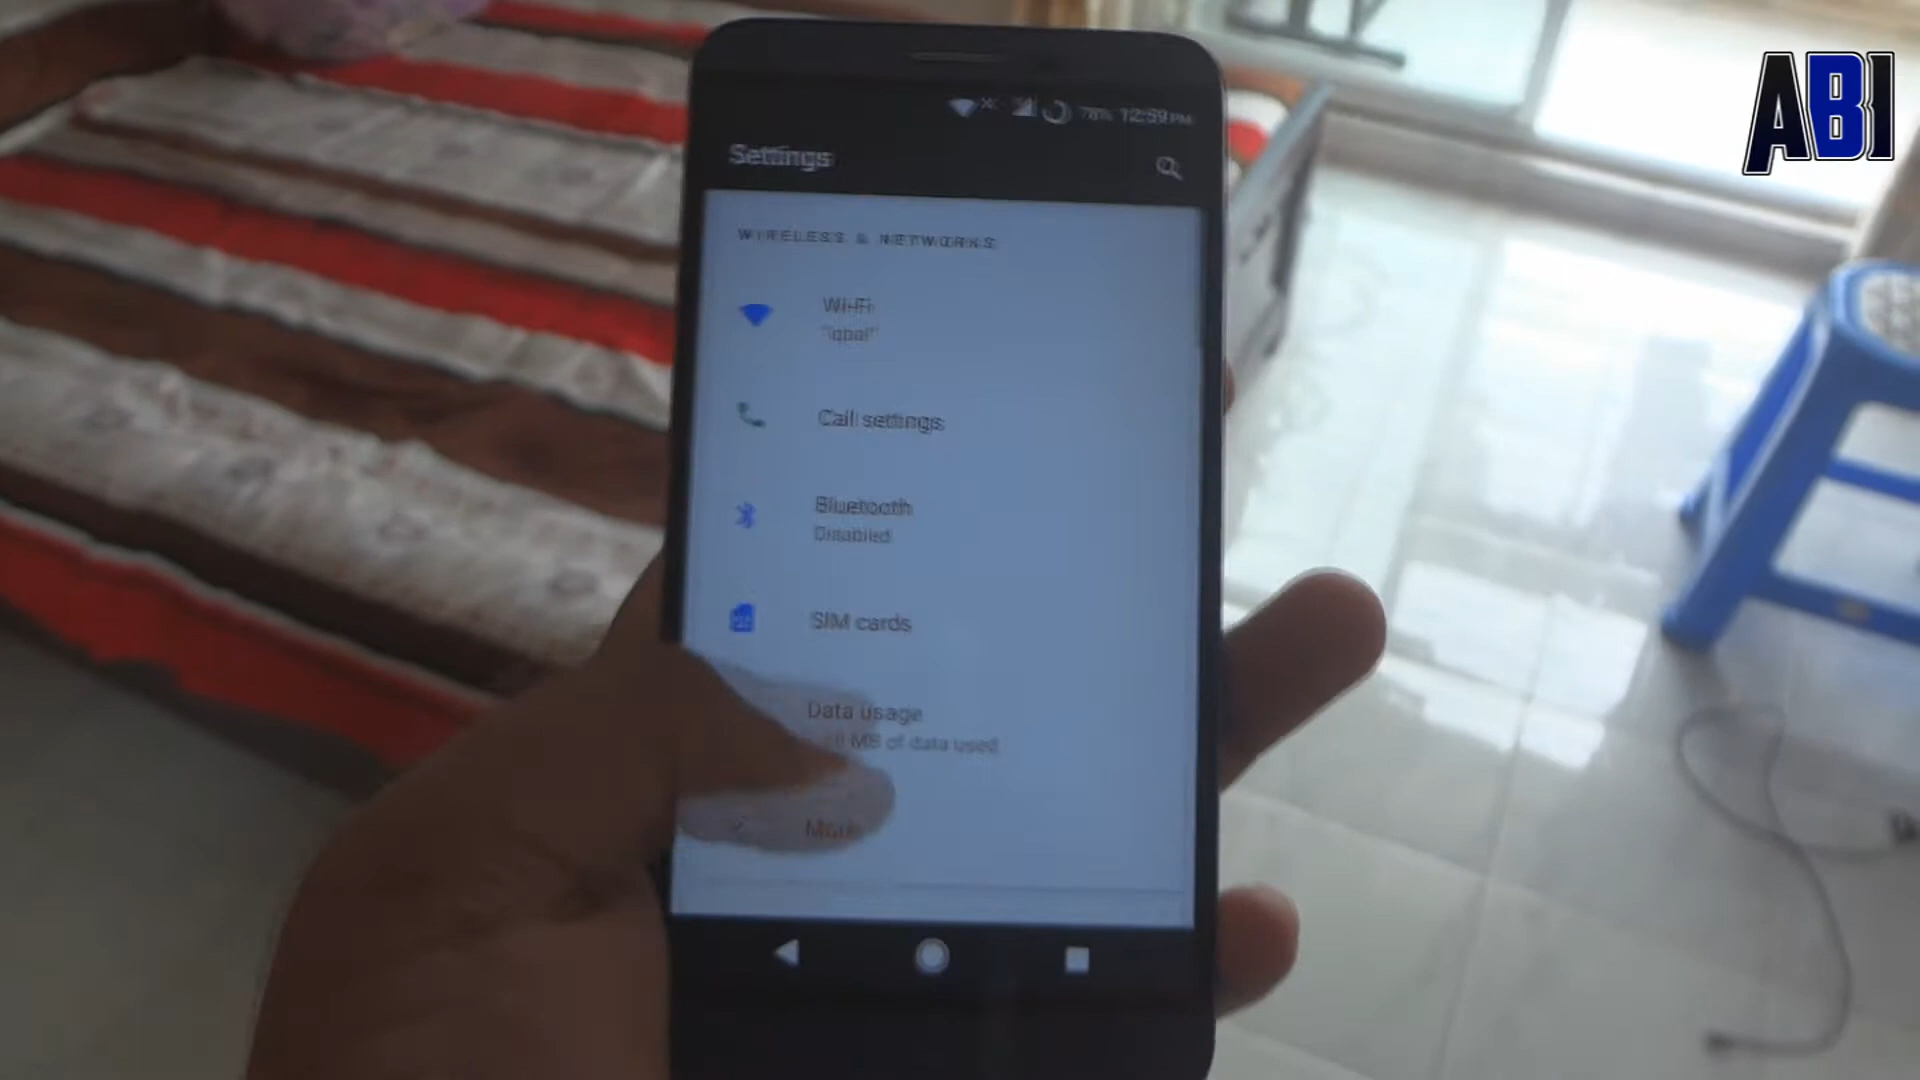 ABI
78% 12:59 PM
Settings
WIRELESS & NETWORKS
Wi-Fi
"Iqbal"
Call settings
Bluetooth
Disabled
SIM cards
Data usage
MB of data used
More